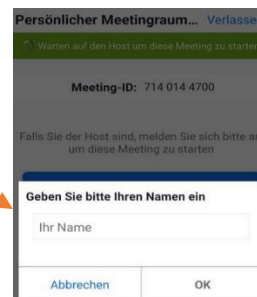 Persönlicher Meetingraum... Verlasse
Warten auf den Host um diese Meeting zu starten
Meeting-ID: 714 014 4700
Falls Sie der Host sind, melden Sie sich bitte an
um diese Meeting zu starten
Geben Sie bitte Ihren Namen ein
Ihr Name
Abbrechen OK